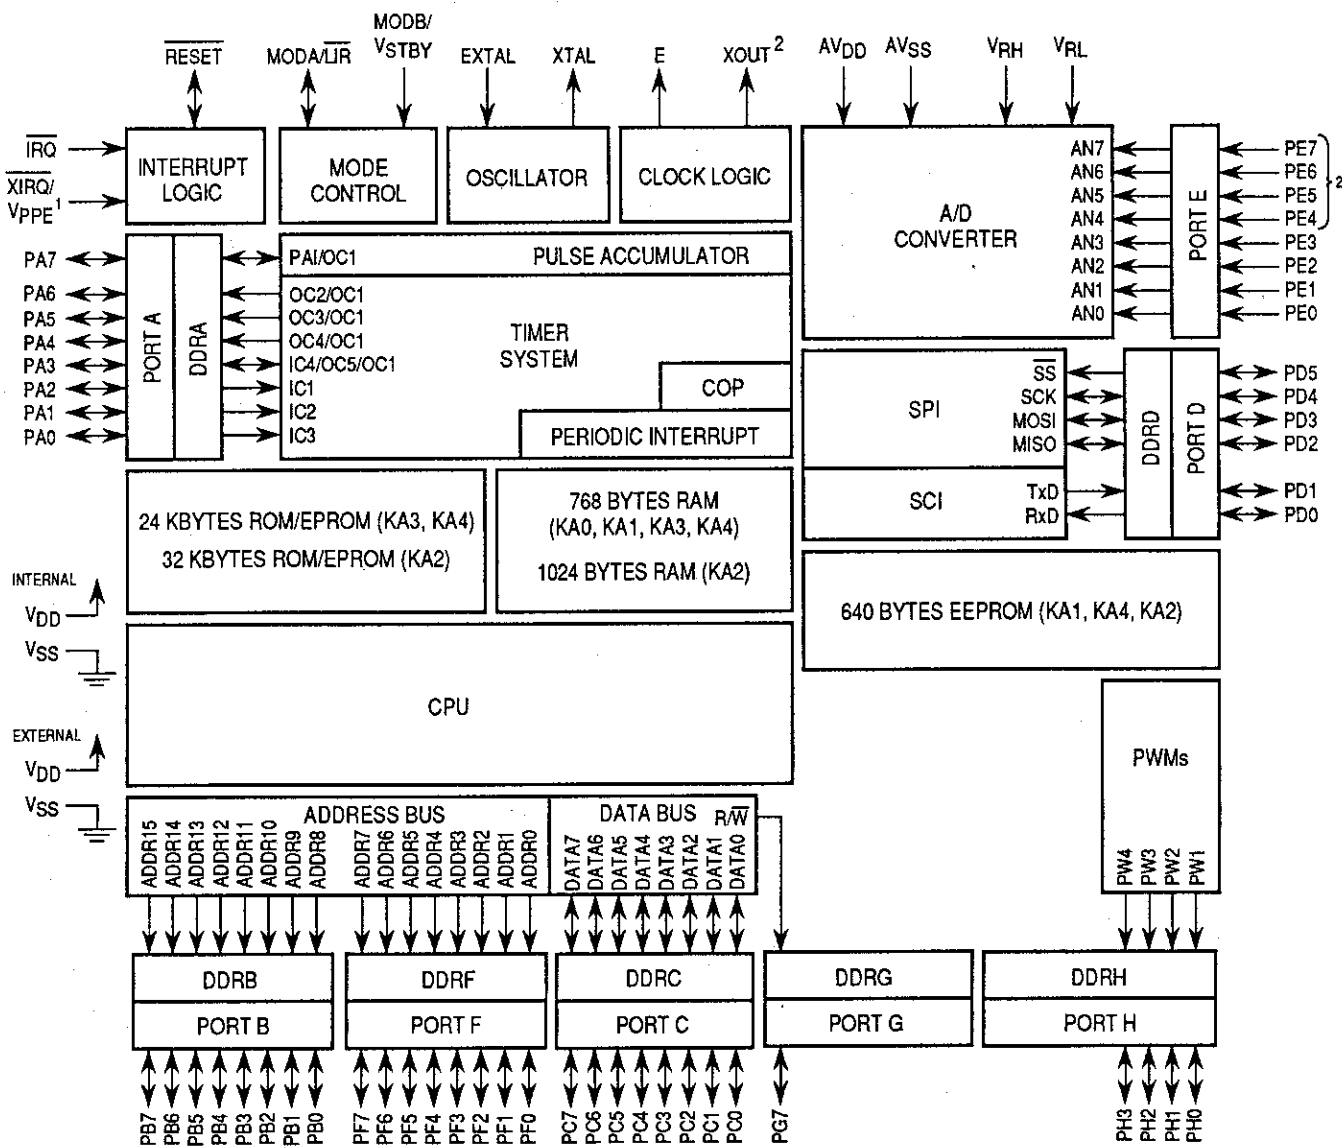 RESET
MODA/LIR
MODB/
VSTBY
EXTAL
XTAL
E
XOUT 2
AVDD
AVSS
VRH
VRL
IRQ
XIRQ/
VPPE1
INTERRUPT
LOGIC
MODE
CONTROL
OSCILLATOR
CLOCK LOGIC
A/D
CONVERTER
AN7
AN6
AN5
AN4
AN3
AN2
AN1
AN0
PORT E
PE7
PE6
PE5
PE4
PE3
PE2
PE1
PE0
2
PA7
PA6
PA5
PA4
PA3
PA2
PA1
PA0
PORT A
DDRA
PAI/OC1
PULSE ACCUMULATOR
OC2/OC1
OC3/OC1
OC4/OC1
IC4/OC5/OC1
IC1
IC2
IC3
TIMER
SYSTEM
COP
PERIODIC INTERRUPT
SPI
SS
SCK
MOSI
MISO
SCI
TxD
RxD
DDRD
PORT D
PD5
PD4
PD3
PD2
PD1
PD0
24 KBYTES ROM/EPROM (KA3, KA4)
32 KBYTES ROM/EPROM (KA2)
768 BYTES RAM
(KA0, KA1, KA3, KA4)
1024 BYTES RAM (KA2)
640 BYTES EEPROM (KA1, KA4, KA2)
INTERNAL
VDD
VSS
EXTERNAL
VDD
VSS
CPU
PWMs
PW4
PW3
PW2
PW1
ADDRESS BUS
DATA BUS
R/W
ADDR15
ADDR14
ADDR13
ADDR12
ADDR11
ADDR10
ADDR9
ADDR8
ADDR7
ADDR6
ADDR5
ADDR4
ADDR3
ADDR2
ADDR1
ADDR0
DATA7
DATA6
DATA5
DATA4
DATA3
DATA2
DATA1
DATA0
DDRB
DDRF
DDRC
DDRG
DDRH
PORT B
PORT F
PORT C
PORT G
PORT H
PB7
PB6
PB5
PB4
PB3
PB2
PB1
PB0
PF7
PF6
PF5
PF4
PF3
PF2
PF1
PF0
PC7
PC6
PC5
PC4
PC3
PC2
PC1
PC0
PG7
PH3
PH2
PH1
PH0